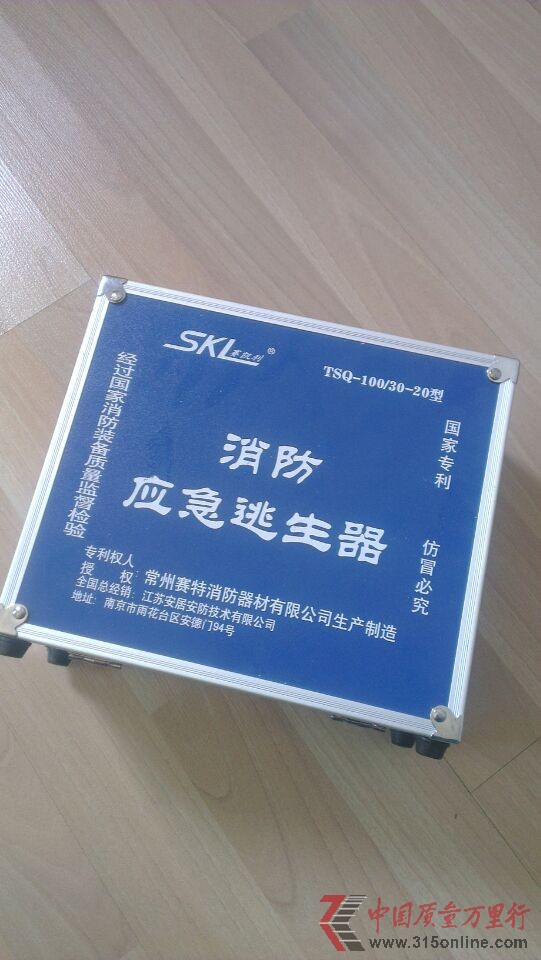 SKL赛凯利®
TSQ-100/30-20型
经过国家消防装备质量监督检验
国家专利 仿冒必究
消防
应急逃生器
专利权人
授 权：常州赛特消防器材有限公司生产制造
全国总经销：江苏安居安防技术有限公司
地址：南京市雨花台区安德门94号
中国质量万里行
www.315online.com